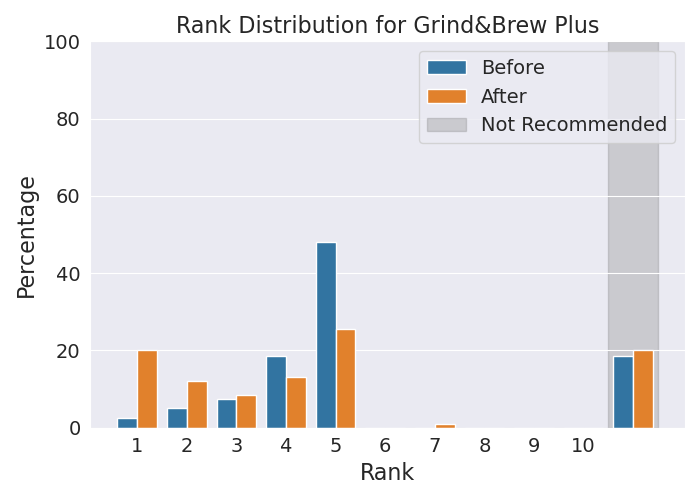 Rank Distribution for Grind&Brew Plus
100
80
60
40
20
0
Percentage
Before
After
Not Recommended
1 2 3 4 5 6 7 8 9 10
Rank